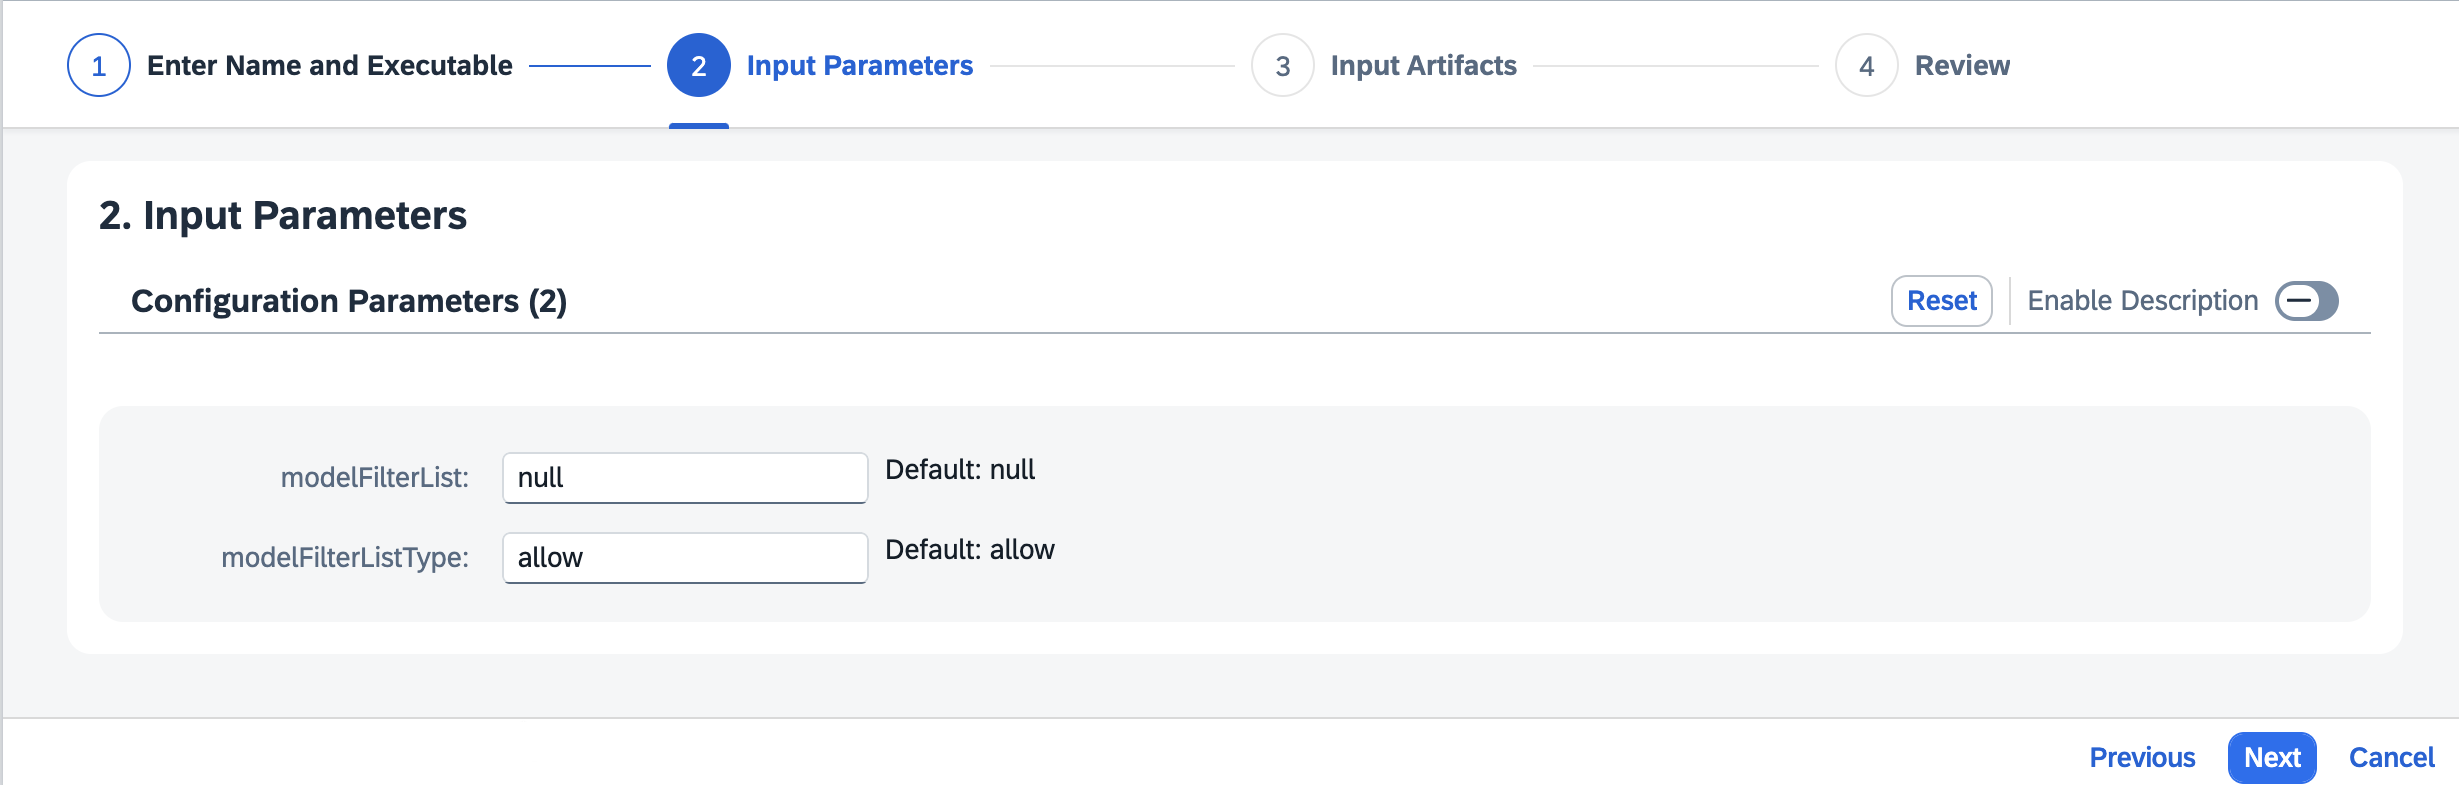 1 Enter Name and Executable 2 Input Parameters 3 Input Artifacts 4 Review
2. Input Parameters
Configuration Parameters (2) Reset Enable Description
modelFilterList: null Default: null
modelFilterListType: allow Default: allow
Previous Next Cancel